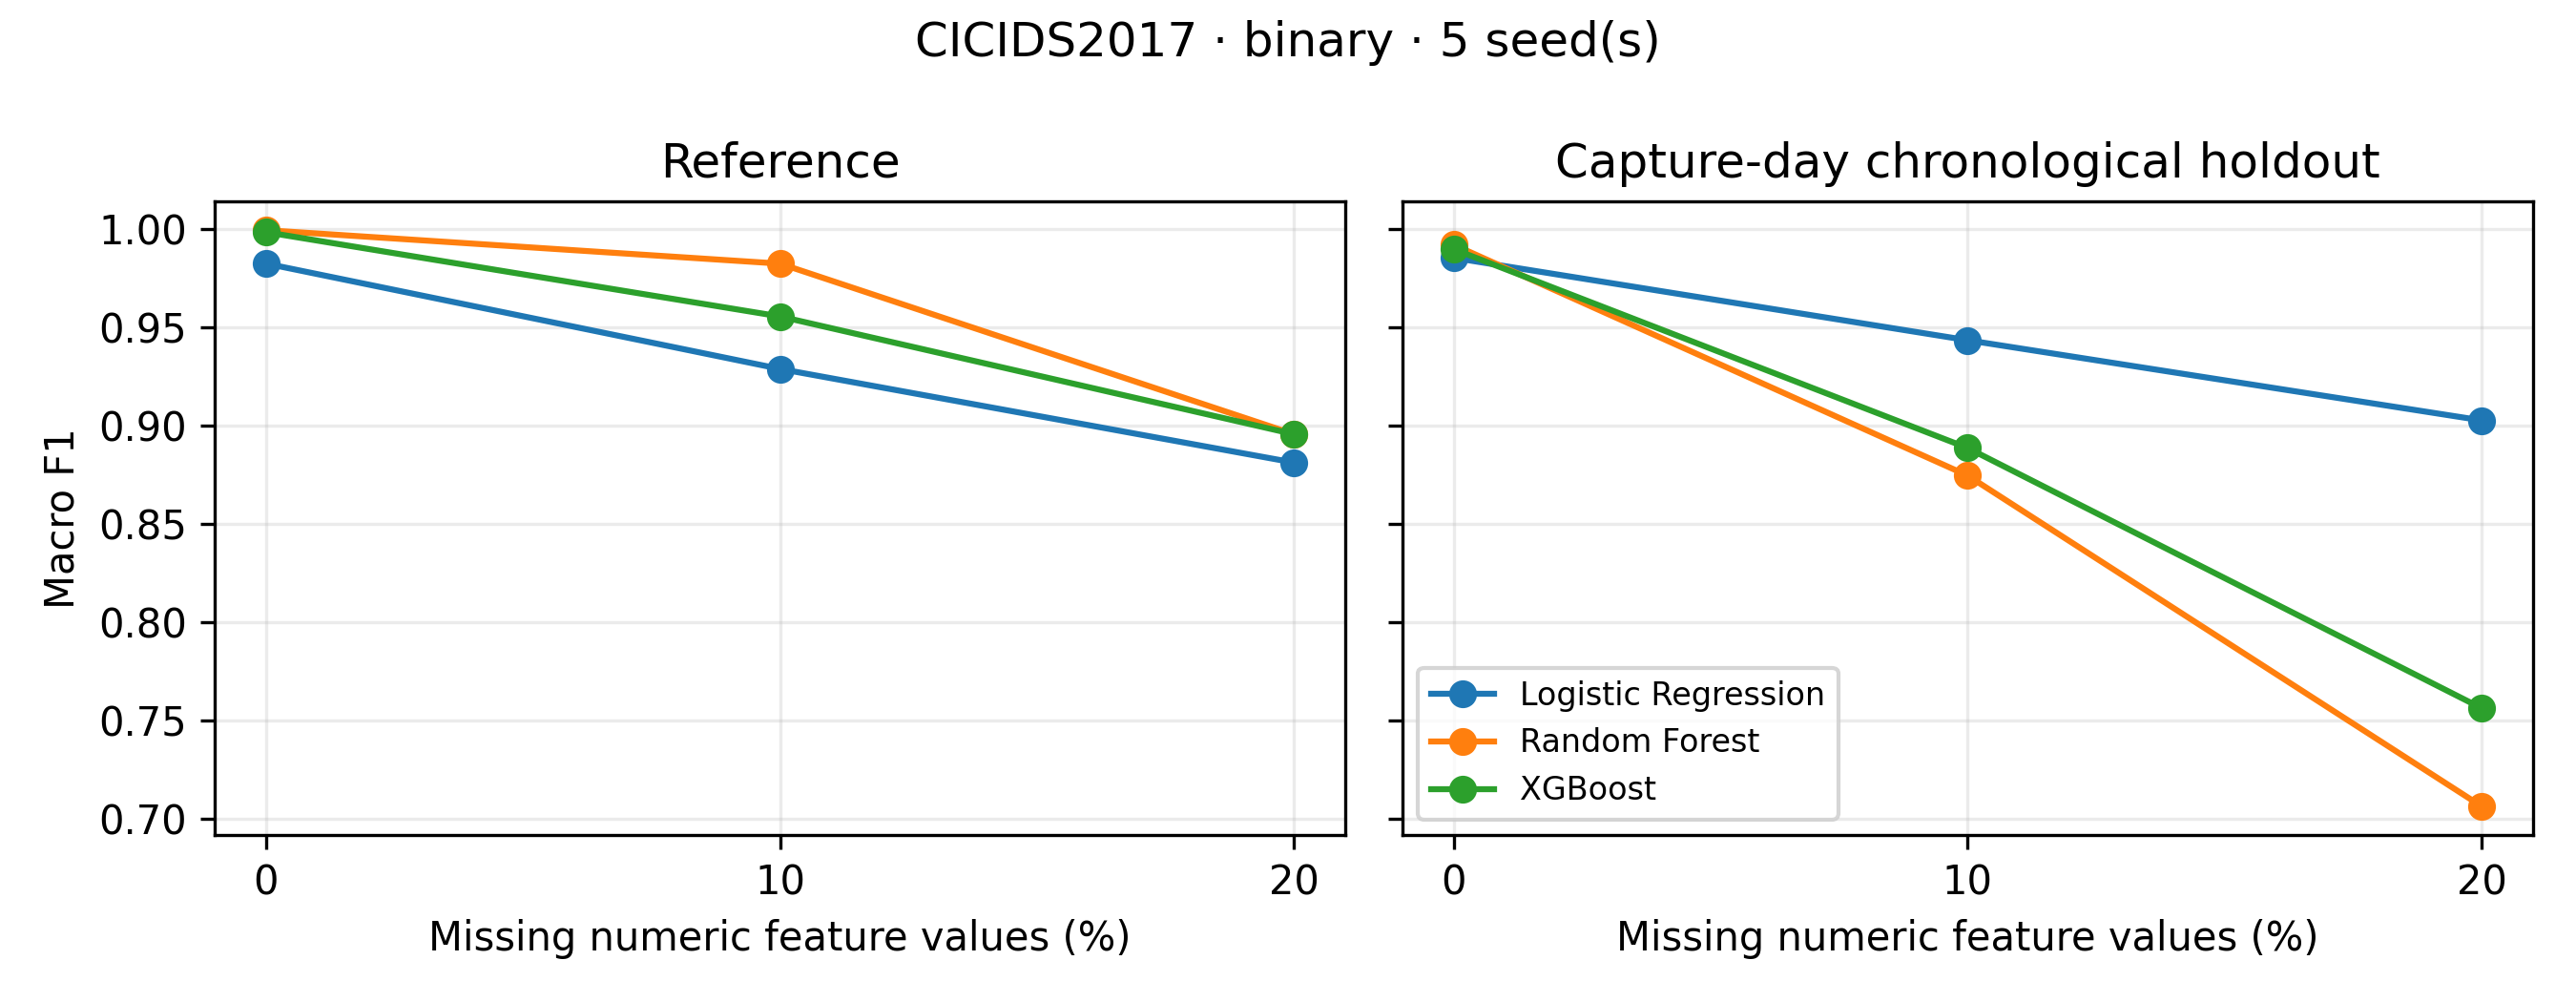 CICIDS2017 · binary · 5 seed(s)
Reference
Macro F1
1.00
0.95
0.90
0.85
0.80
0.75
0.70
0 10 20
Missing numeric feature values (%)
Capture-day chronological holdout
Logistic Regression
Random Forest
XGBoost
0 10 20
Missing numeric feature values (%)